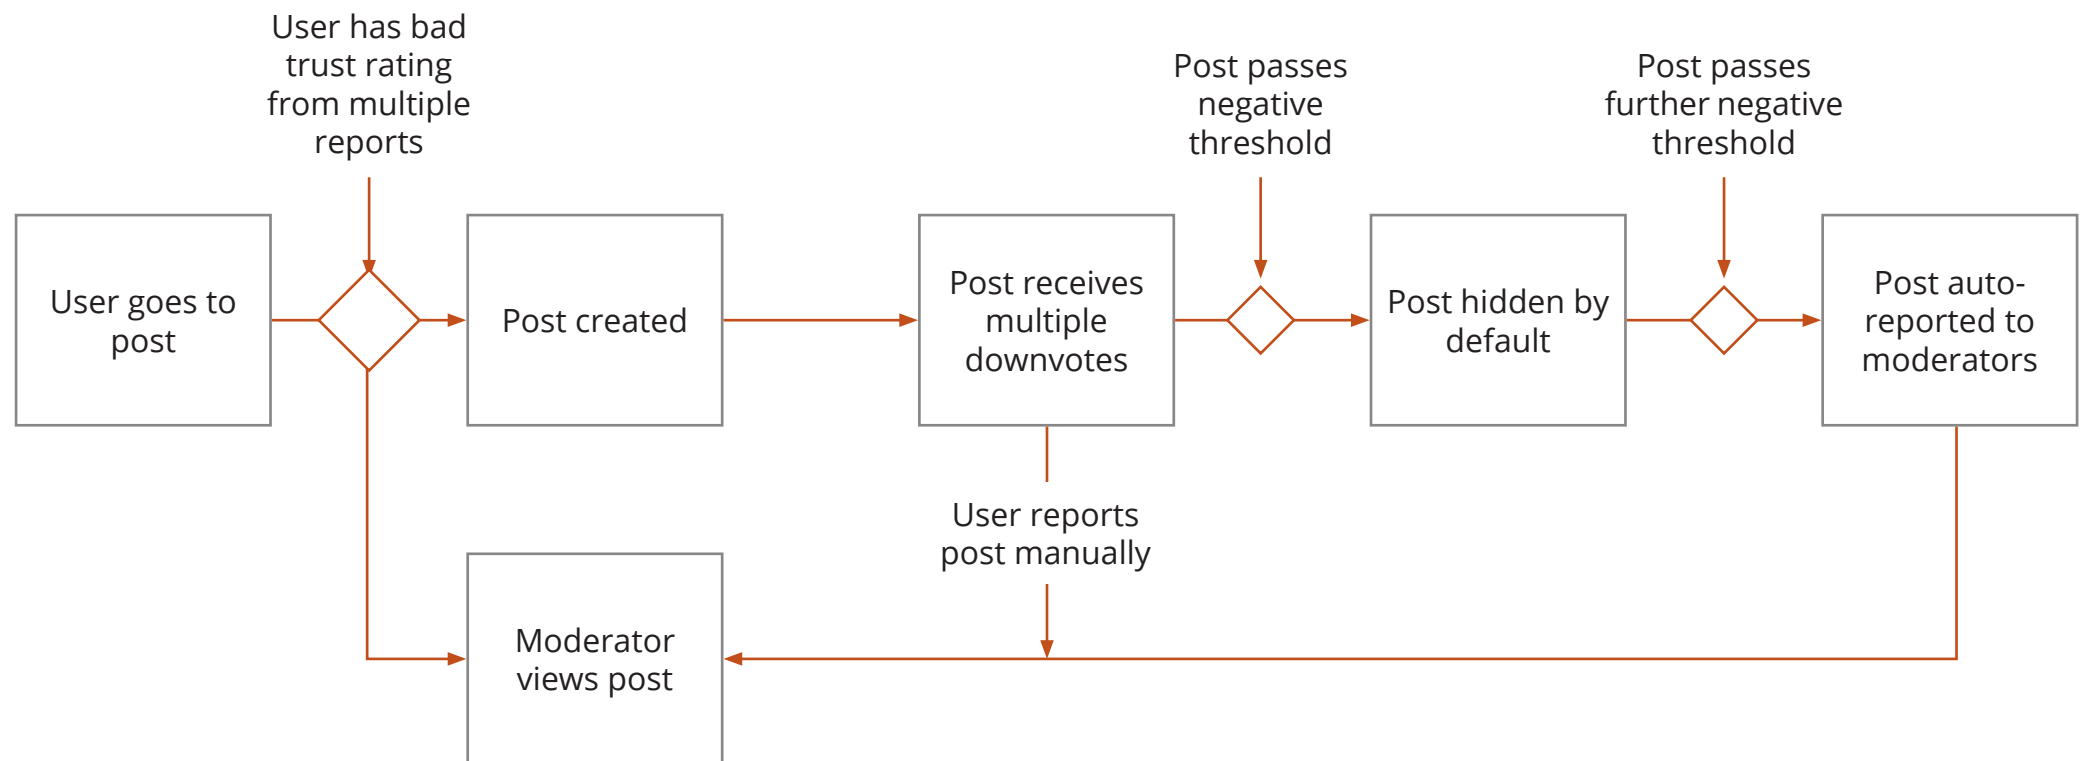 User has bad
trust rating
from multiple
reports
Post passes
negative
threshold
Post passes
further negative
threshold
User goes to
post
Post created
Post receives
multiple
downvotes
Post hidden by
default
Post auto-
reported to
moderators
User reports
post manually
Moderator
views post